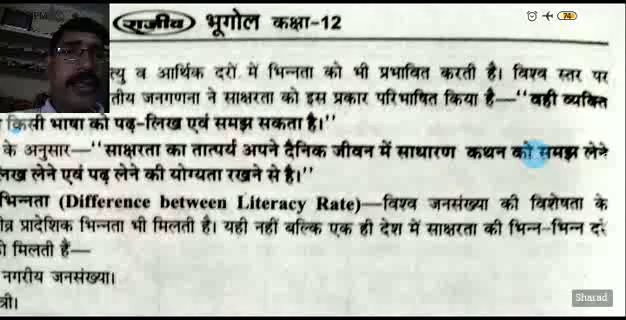 राजीव भूगोल कक्षा-12
74
त्यु व आर्थिक दरों में भिन्नता को भी प्रभावित करती है। विश्व स्तर पर
तीय जनगणना ने साक्षरता को इस प्रकार परिभाषित किया है—‘‘वही व्यक्ति
किसी भाषा को पढ़-लिख एवं समझ सकता है।’’
के अनुसार—‘‘साक्षरता का तात्पर्य अपने दैनिक जीवन में साधारण कथन को समझ लेने
लिख लेने एवं पढ़ लेने की योग्यता रखने से है।’’
भिन्नता (Difference between Literacy Rate)—विश्व जनसंख्या की विशेषता के
व्र प्रादेशिक भिन्नता भी मिलती है। यही नहीं बल्कि एक ही देश में साक्षरता की भिन्न-भिन्न दरें
मिलती हैं—
नगरीय जनसंख्या।
त्री।
Sharad